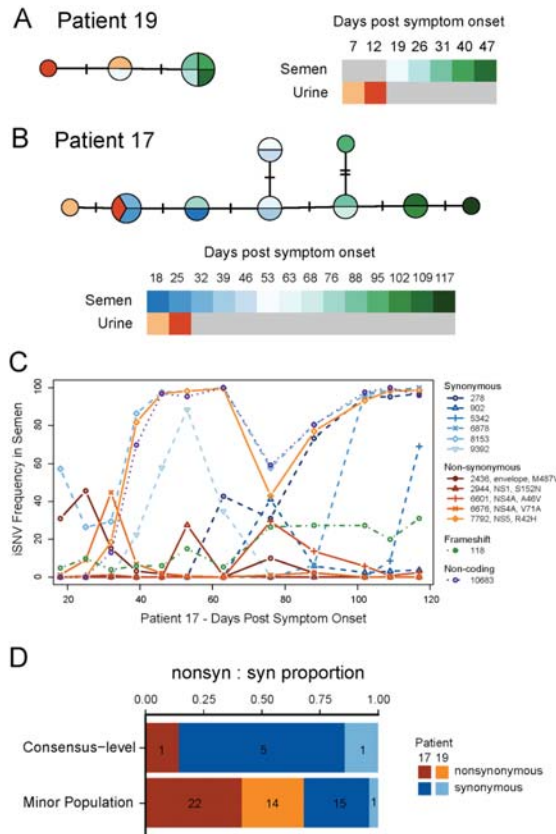 A Patient 19
Days post symptom onset
7 12 19 26 31 40 47
Semen
Urine
B Patient 17
Days post symptom onset
18 25 32 39 46 53 63 68 76 88 95 102 109 117
Semen
Urine
C
iSNV Frequency in Semen
100
80
60
40
20
0
20 40 60 80 100 120
Patient 17 - Days Post Symptom Onset
Synonymous
278
902
5342
6878
8153
9392
Non-synonymous
2436, envelope, M487V
2944, NS1, S152N
6601, NS4A, A46V
6676, NS4A, V71A
7792, NS5, R42H
Frameshift
118
Non-coding
10683
D
nonsyn : syn proportion
0.00 0.25 0.50 0.75 1.00
Consensus-level
1 5 1
Minor Population
22 14 15 1
Patient
17 19
nonsynonymous
synonymous